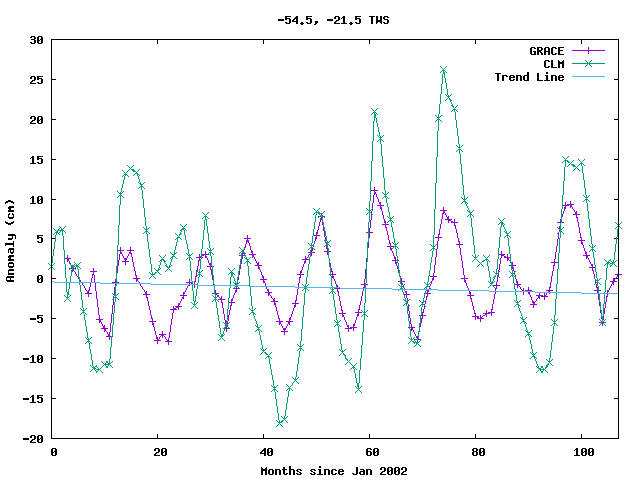 -54.5, -21.5 TWS
30
25
20
15
10
5
0
-5
-10
-15
-20
Anomaly (cm)
GRACE
CLM
Trend Line
0 20 40 60 80 100
Months since Jan 2002